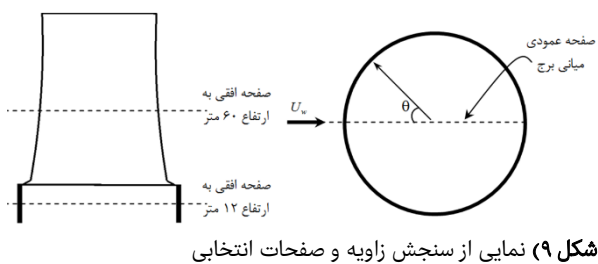 صفحه عمودی
میانی برج
صفحه افقی به
ارتفاع ۶۰ متر
θ
U_w
صفحه افقی به
ارتفاع ۱۲ متر
شکل ۹) نمایی از سنجش زاویه و صفحات انتخابی